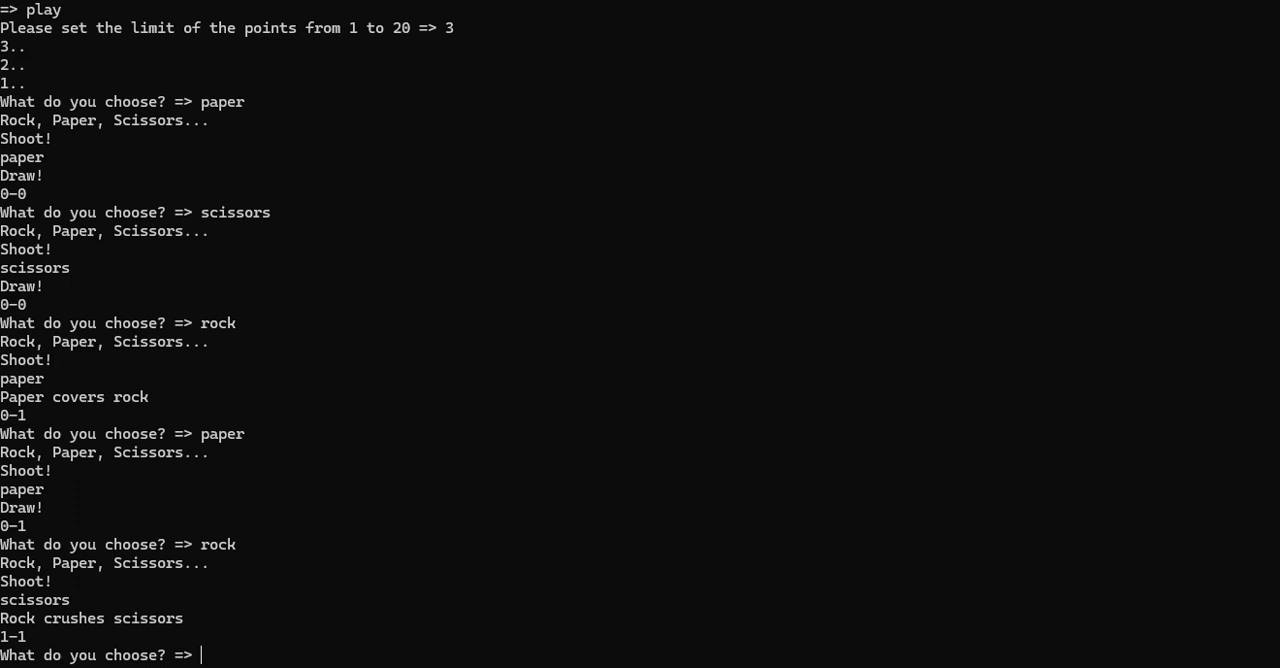 => play
Please set the limit of the points from 1 to 20 => 3
3..
2..
1..
What do you choose? => paper
Rock, Paper, Scissors...
Shoot!
paper
Draw!
0-0
What do you choose? => scissors
Rock, Paper, Scissors...
Shoot!
scissors
Draw!
0-0
What do you choose? => rock
Rock, Paper, Scissors...
Shoot!
paper
Paper covers rock
0-1
What do you choose? => paper
Rock, Paper, Scissors...
Shoot!
paper
Draw!
0-1
What do you choose? => rock
Rock, Paper, Scissors...
Shoot!
scissors
Rock crushes scissors
1-1
What do you choose? =>